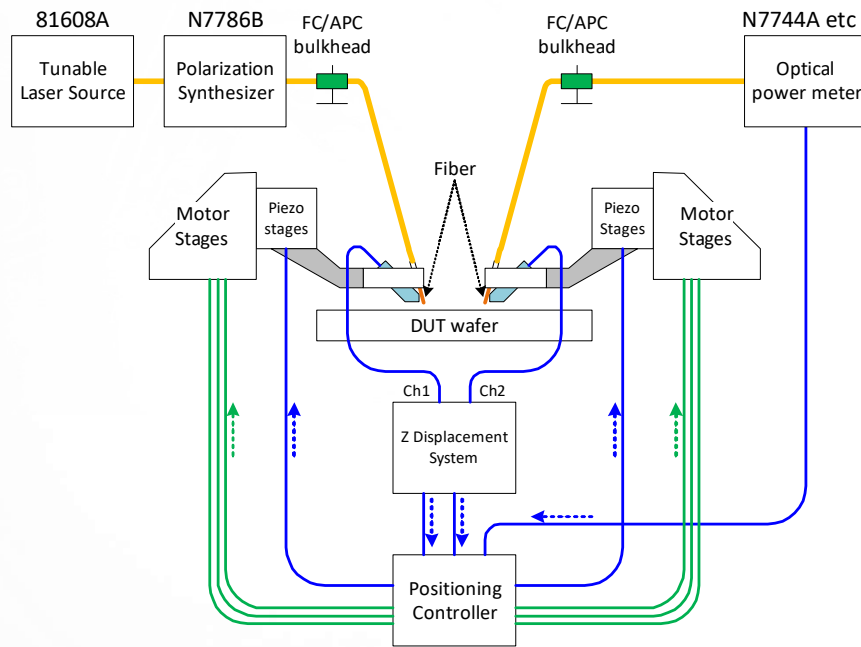 81608A
N7786B
FC/APC
bulkhead
FC/APC
bulkhead
N7744A etc
Tunable
Laser Source
Polarization
Synthesizer
Optical
power meter
Fiber
Motor
Stages
Piezo
stages
Piezo
Stages
Motor
Stages
DUT wafer
Ch1
Ch2
Z Displacement
System
Positioning
Controller